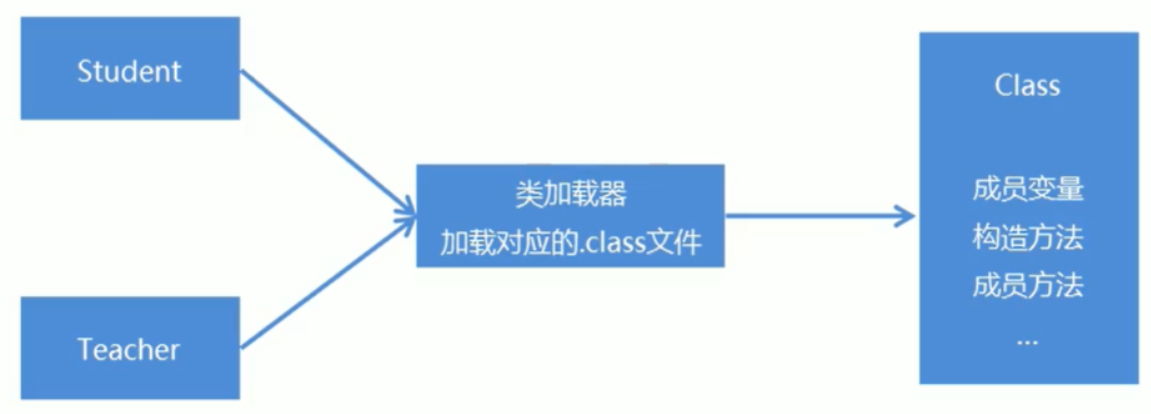 Student
Teacher
类加载器
加载对应的.class文件
Class
成员变量
构造方法
成员方法
...